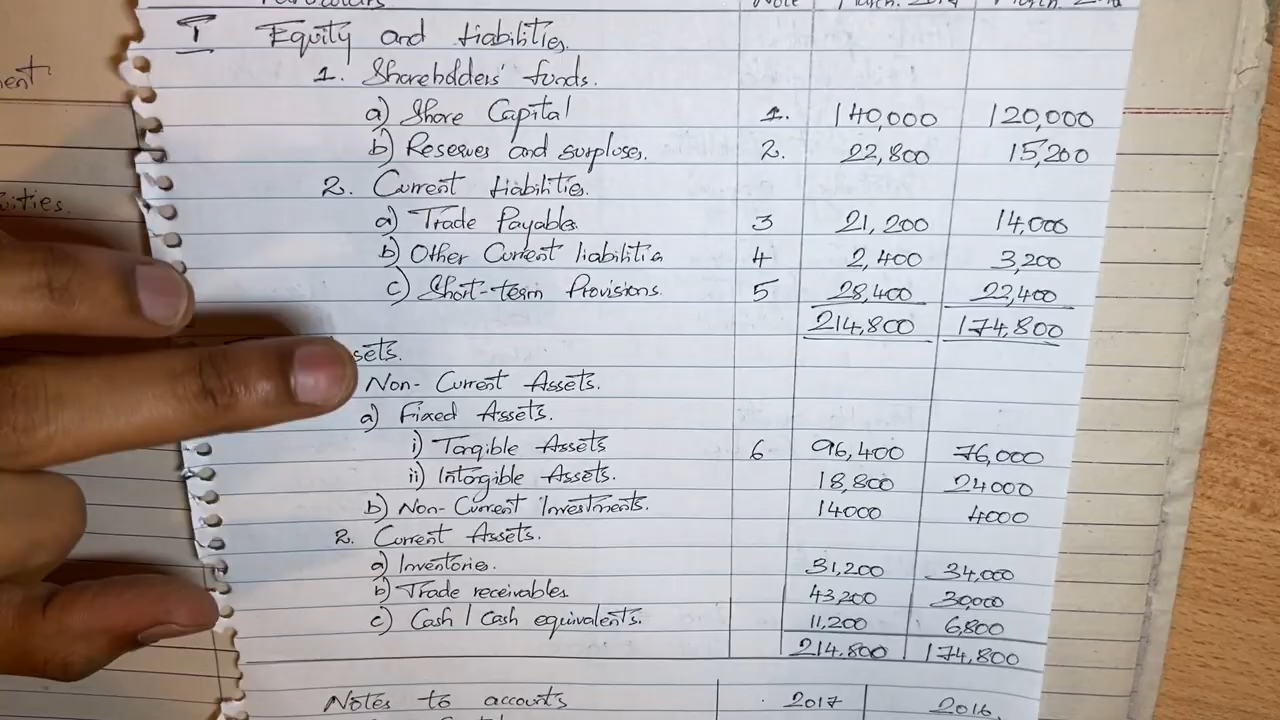 ent
I Equity and Liabilities.
1. Shareholders' funds.
a) Share Capital 1. 140,000 120,000
b) Reserves and surpluses. 2. 22,800 15,200
2. Current Liabilities.
ities.
a) Trade Payable 3 21,200 14,000
b) Other Current liabilities 4 2,400 3,200
c) Short-term Provisions. 5 28,400 22,400
214,800 174,800
sets.
Non-Current Assets.
a) Fixed Assets.
i) Tangible Assets 6 96,400 76,000
ii) Intangible Assets. 18,800 24000
b) Non-Current Investments. 14000 4000
2. Current Assets.
a) Inventories. 31,200 34,000
b) Trade receivables 43,200 30,000
c) Cash / Cash equivalents. 11,200 6,800
214,800 174,800
Notes to accounts 2017 2016.